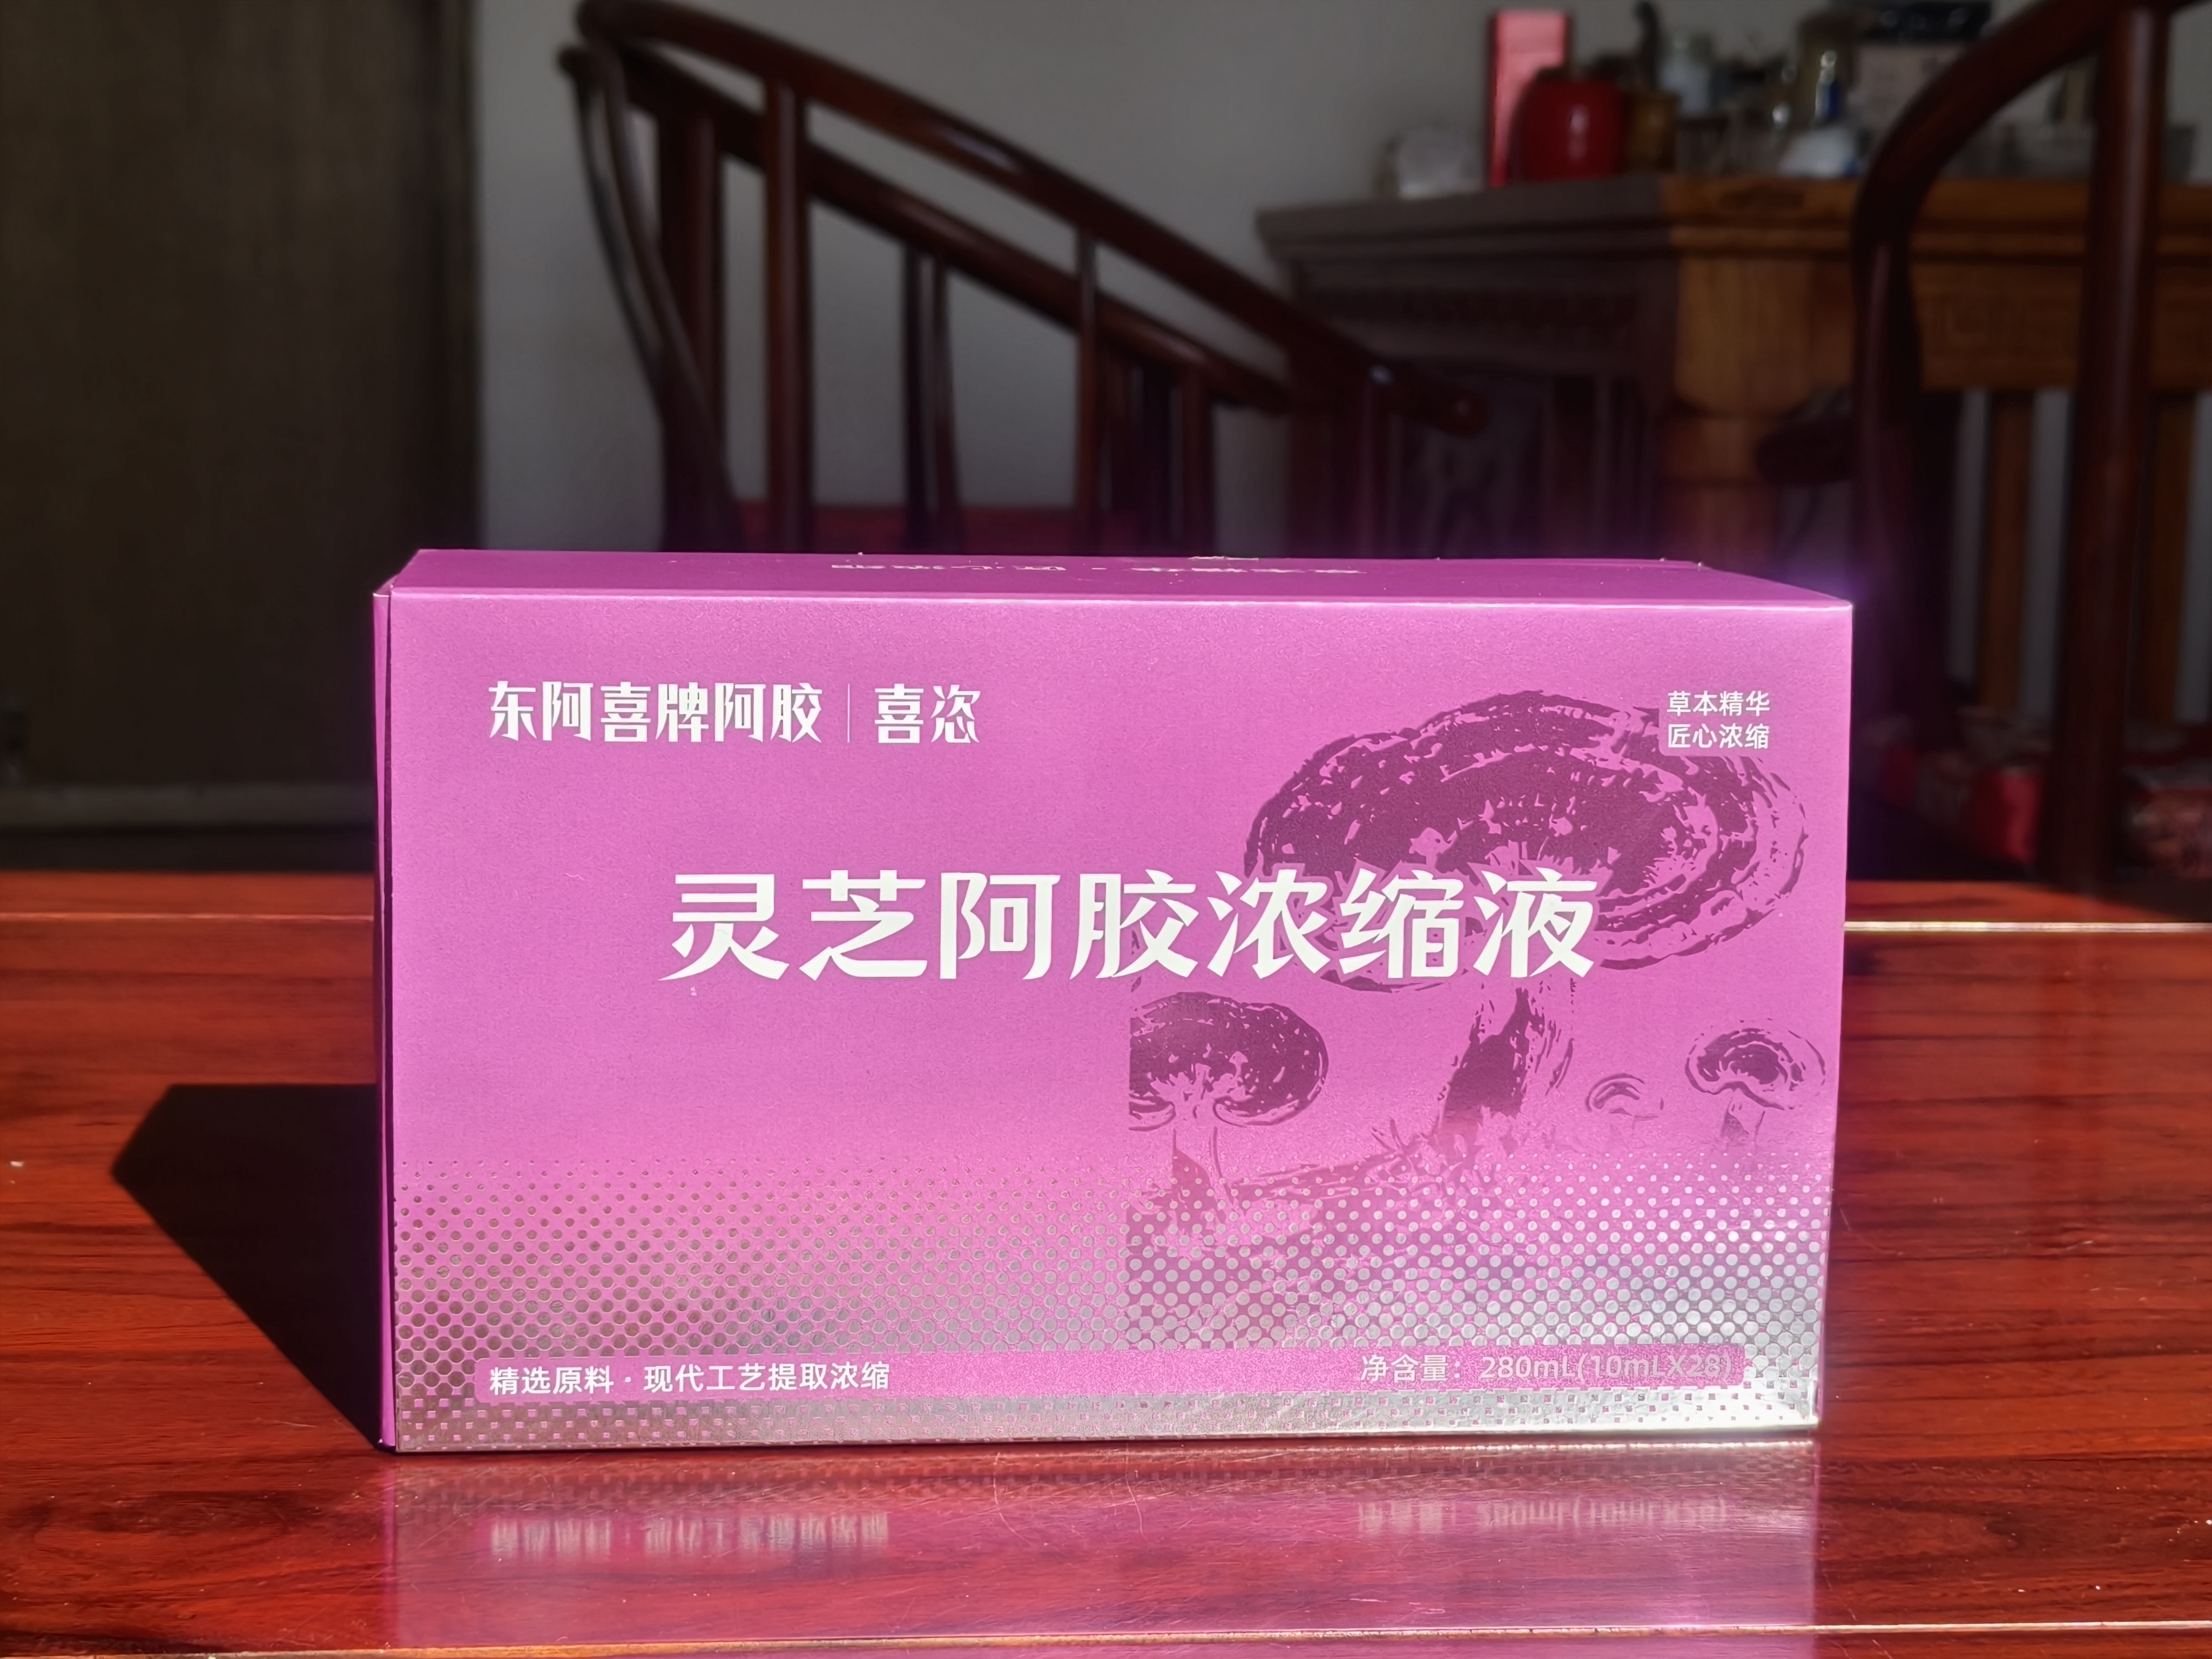 东阿喜牌阿胶 | 喜恣
草本精华
匠心浓缩
灵芝阿胶浓缩液
精选原料·现代工艺提取浓缩
净含量：280mL(10mLX28)